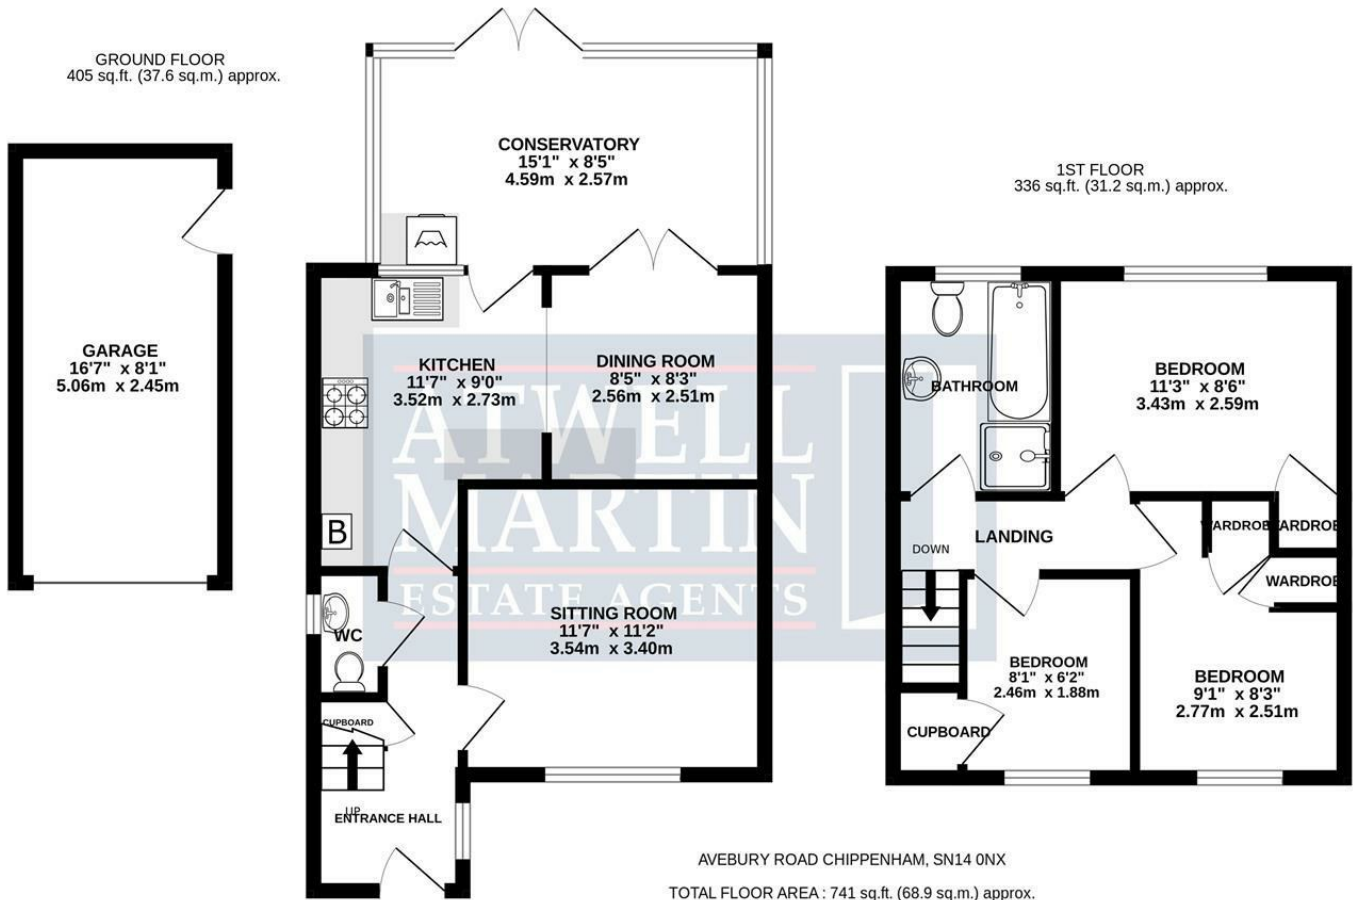 GROUND FLOOR
405 sq.ft. (37.6 sq.m.) approx.
CONSERVATORY
15'1" x 8'5"
4.59m x 2.57m
1ST FLOOR
336 sq.ft. (31.2 sq.m.) approx.
GARAGE
16'7" x 8'1"
5.06m x 2.45m
KITCHEN
11'7" x 9'0"
3.52m x 2.73m
DINING ROOM
8'5" x 8'3"
2.56m x 2.51m
BATHROOM
BEDROOM
11'3" x 8'6"
3.43m x 2.59m
ATWELL
MARTIN
ESTATE AGENTS
B
WC
SITTING ROOM
11'7" x 11'2"
3.54m x 3.40m
LANDING
DOWN
WARDROBE
WARDROBE
WARDROBE
BEDROOM
8'1" x 6'2"
2.46m x 1.88m
BEDROOM
9'1" x 8'3"
2.77m x 2.51m
CUPBOARD
CUPBOARD
UP
ENTRANCE HALL
AVEBURY ROAD CHIPPENHAM, SN14 0NX
TOTAL FLOOR AREA : 741 sq.ft. (68.9 sq.m.) approx.